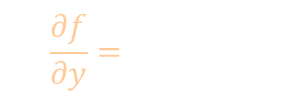 ∂f/∂y =